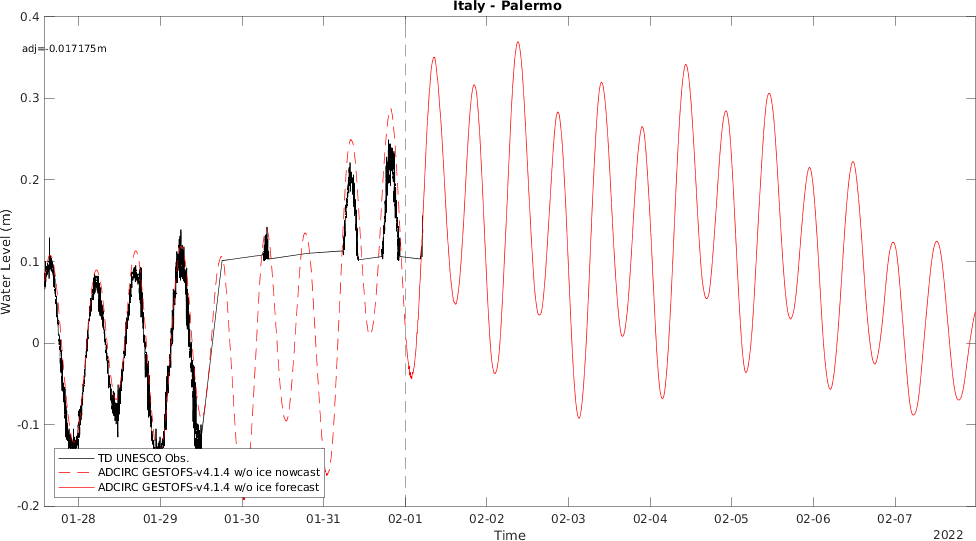 Italy - Palermo
adj=-0.017175m
0.4
0.3
0.2
0.1
0
-0.1
-0.2
Water Level (m)
TD UNESCO Obs.
ADCIRC GESTOFS-v4.1.4 w/o ice nowcast
ADCIRC GESTOFS-v4.1.4 w/o ice forecast
01-28 01-29 01-30 01-31 02-01 02-02 02-03 02-04 02-05 02-06 02-07
Time
2022